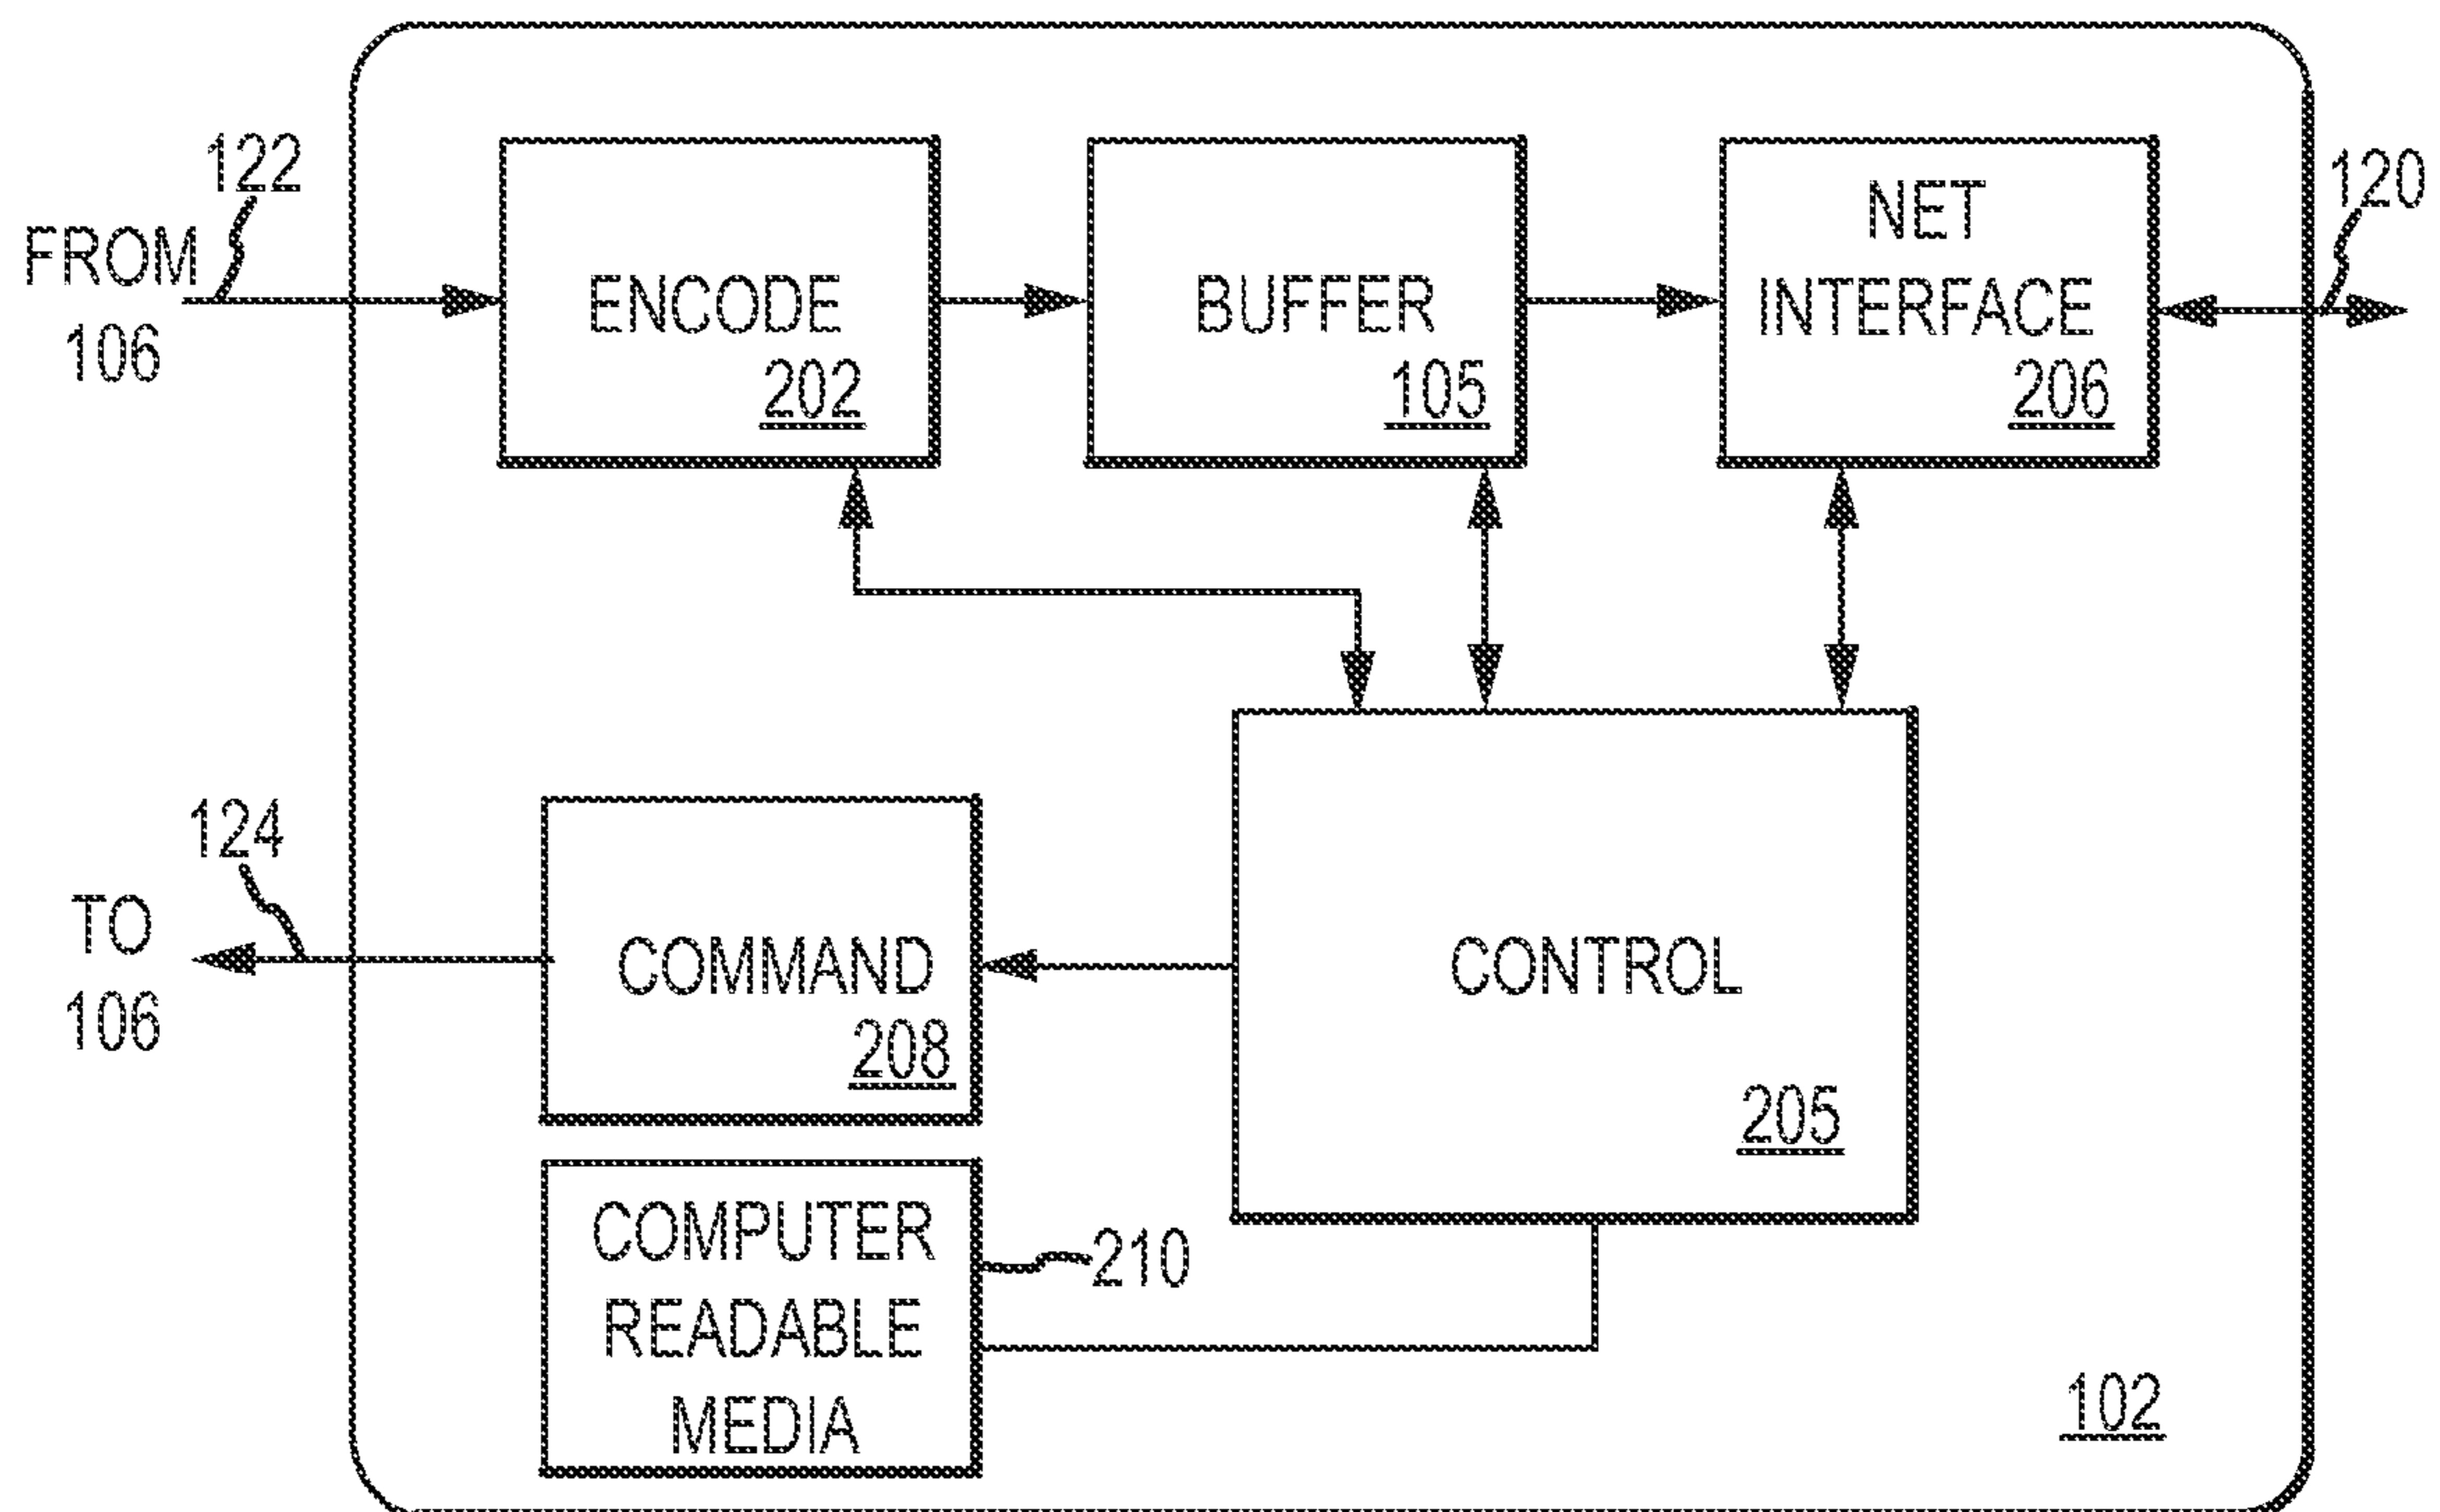 122
FROM
106
ENCODE
202
BUFFER
105
NET
INTERFACE
206
120
124
TO
106
COMMAND
208
CONTROL
205
COMPUTER
READABLE
MEDIA
210
102